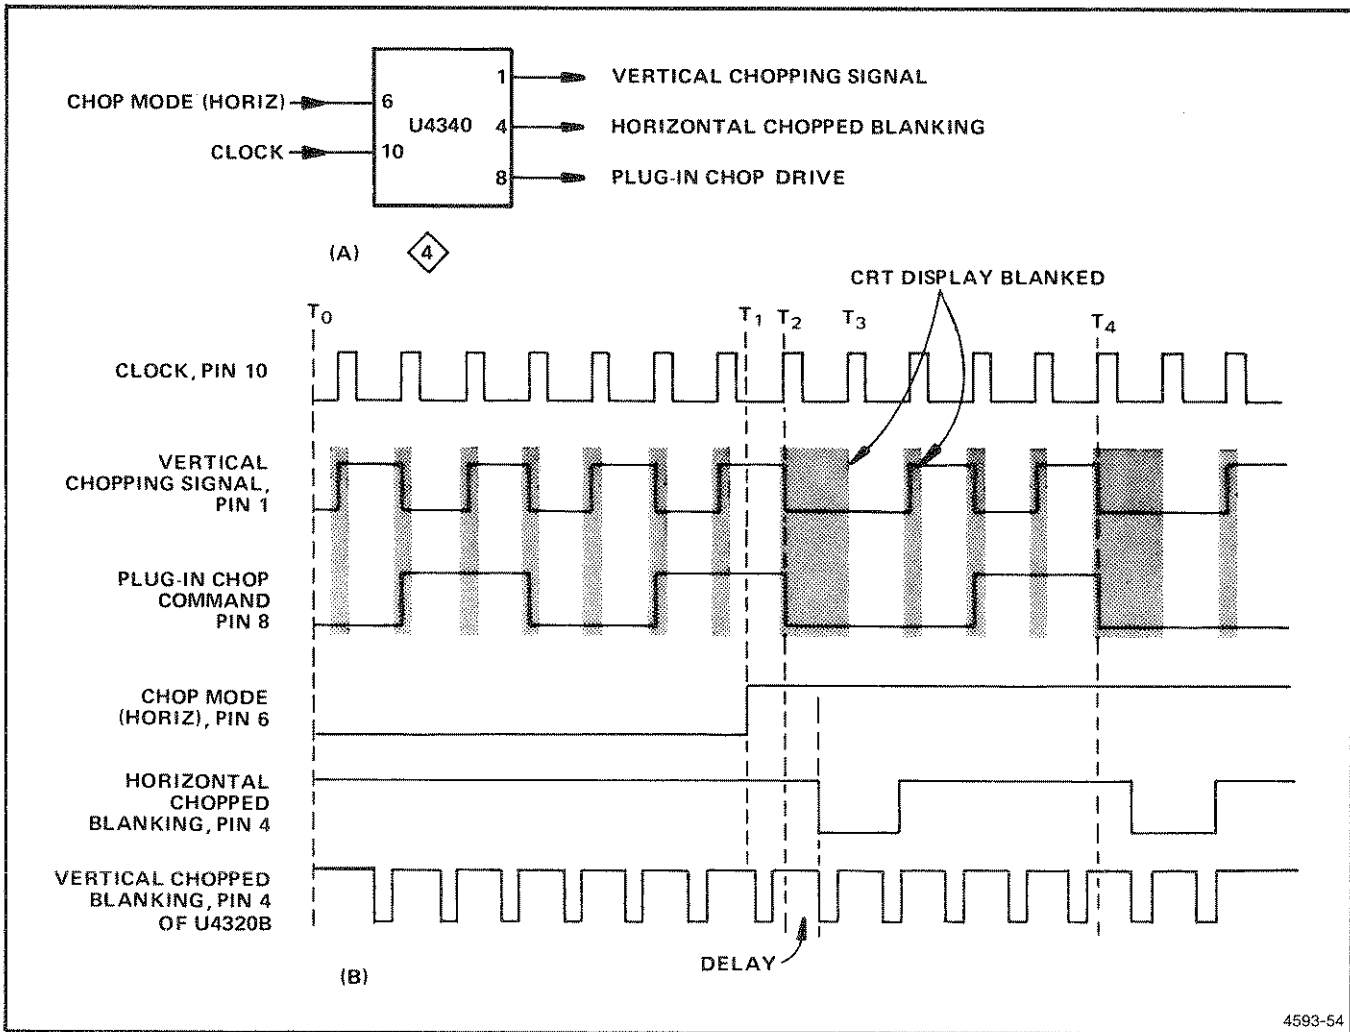 CHOP MODE (HORIZ)
CLOCK
6
10
U4340
1
4
8
VERTICAL CHOPPING SIGNAL
HORIZONTAL CHOPPED BLANKING
PLUG-IN CHOP DRIVE
(A)
4
CRT DISPLAY BLANKED
T0
T1
T2
T3
T4
CLOCK, PIN 10
VERTICAL
CHOPPING SIGNAL,
PIN 1
PLUG-IN CHOP
COMMAND
PIN 8
CHOP MODE
(HORIZ), PIN 6
HORIZONTAL
CHOPPED
BLANKING, PIN 4
VERTICAL CHOPPED
BLANKING, PIN 4
OF U4320B
DELAY
(B)
4593-54